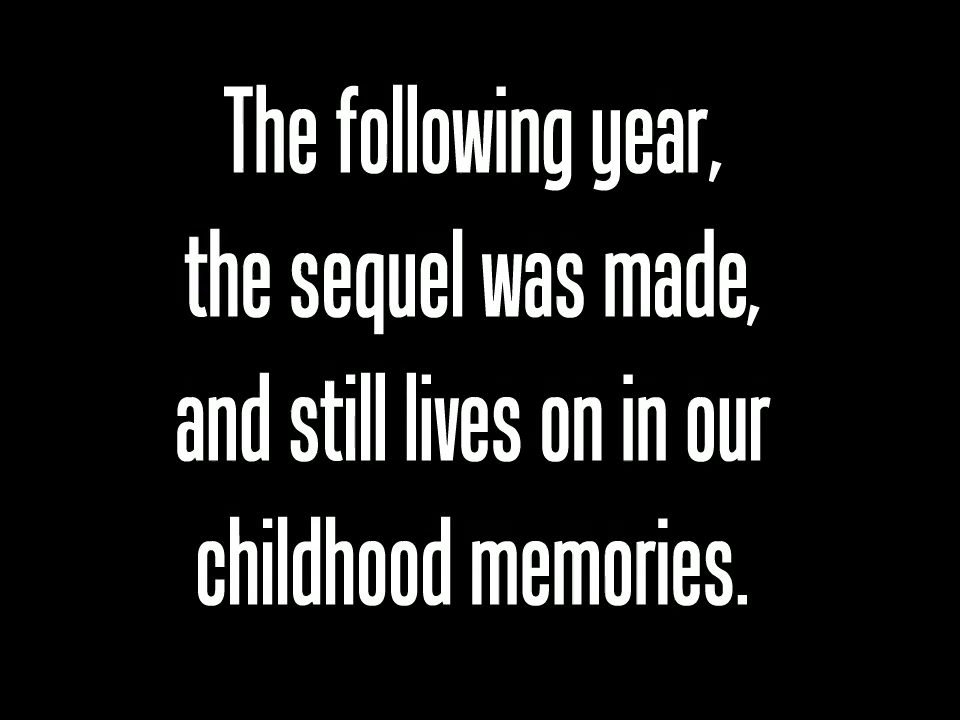 The following year,
the sequel was made,
and still lives on in our
childhood memories.